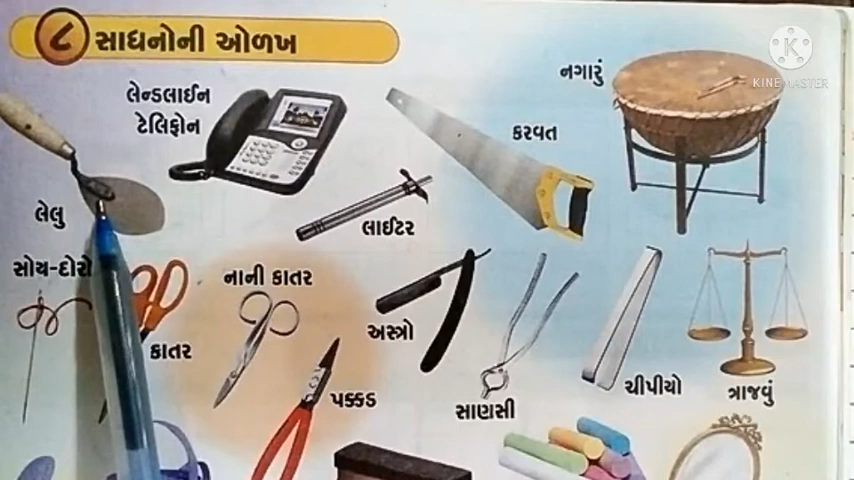 ૮ સાધનોની ઓળખ
KINEMASTER
લેન્ડલાઈન
ટેલિફોન
નગારું
કરવત
લેલુ
લાઈટર
સોય-દોરો
નાની કાતર
કાતર
અસ્ત્રો
પક્કડ
સાણસી
ચીપીયો
ત્રાજવું